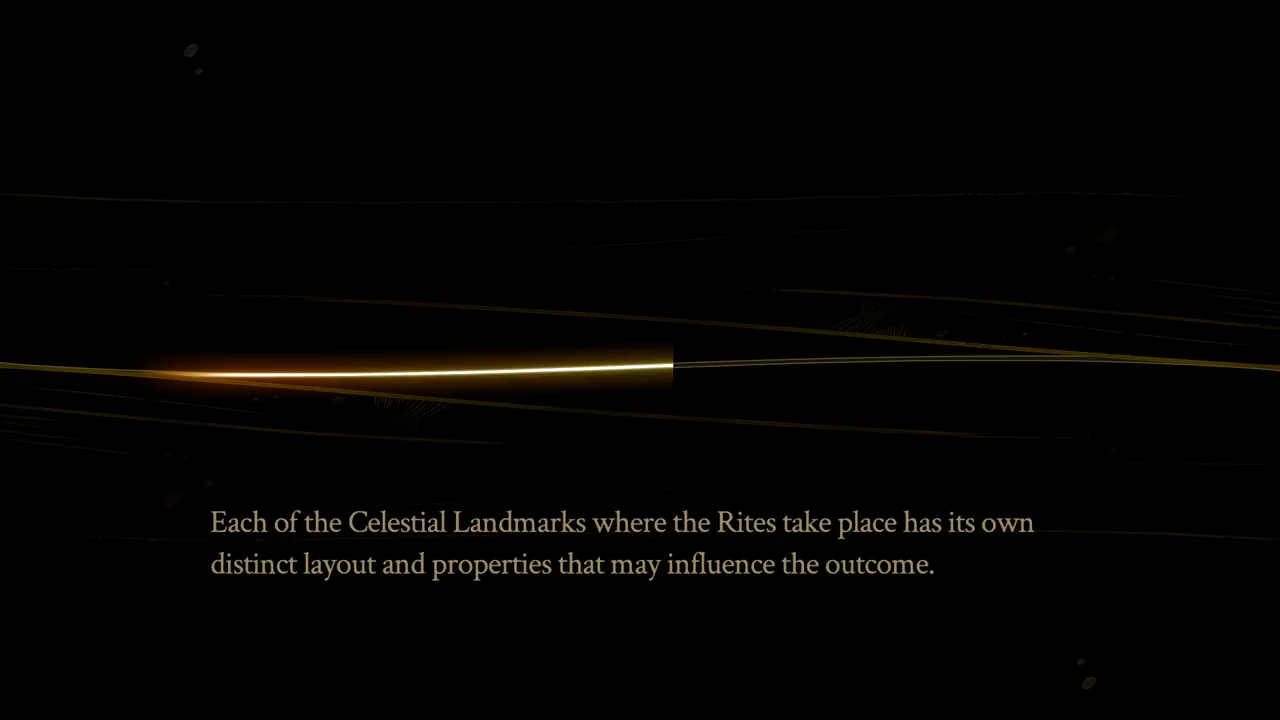 Each of the Celestial Landmarks where the Rites take place has its own
distinct layout and properties that may influence the outcome.